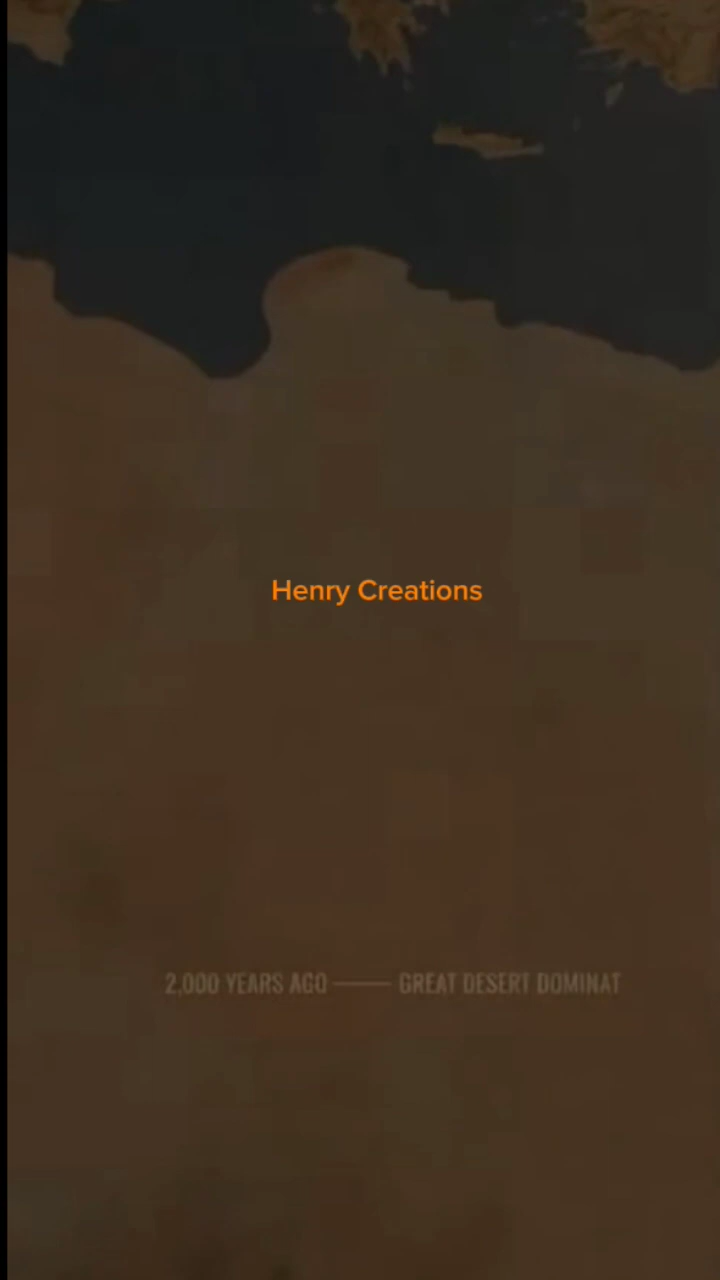 Henry Creations
2,000 YEARS AGO —— GREAT DESERT DOMINAT